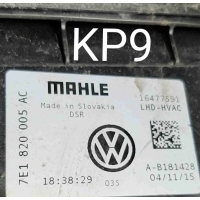 KP9
MAHLE
16477591
Made in Slovakia
LHD-HVAC
DSR
7E1 820 005 AC
A-B181428
18:38:29
035
04/11/15